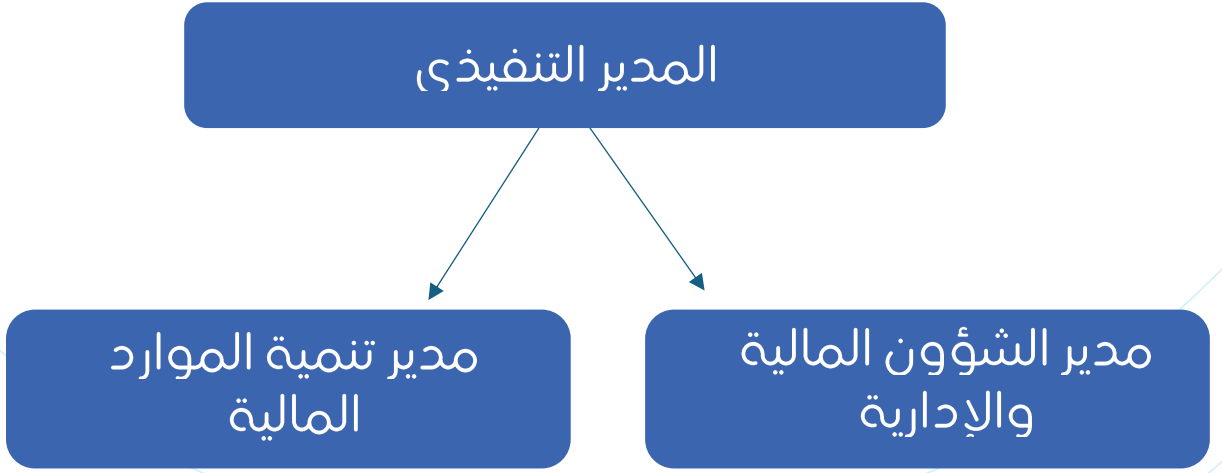 المدير التنفيذي
مدير الشؤون المالية
والإدارية
مدير تنمية الموارد
المالية